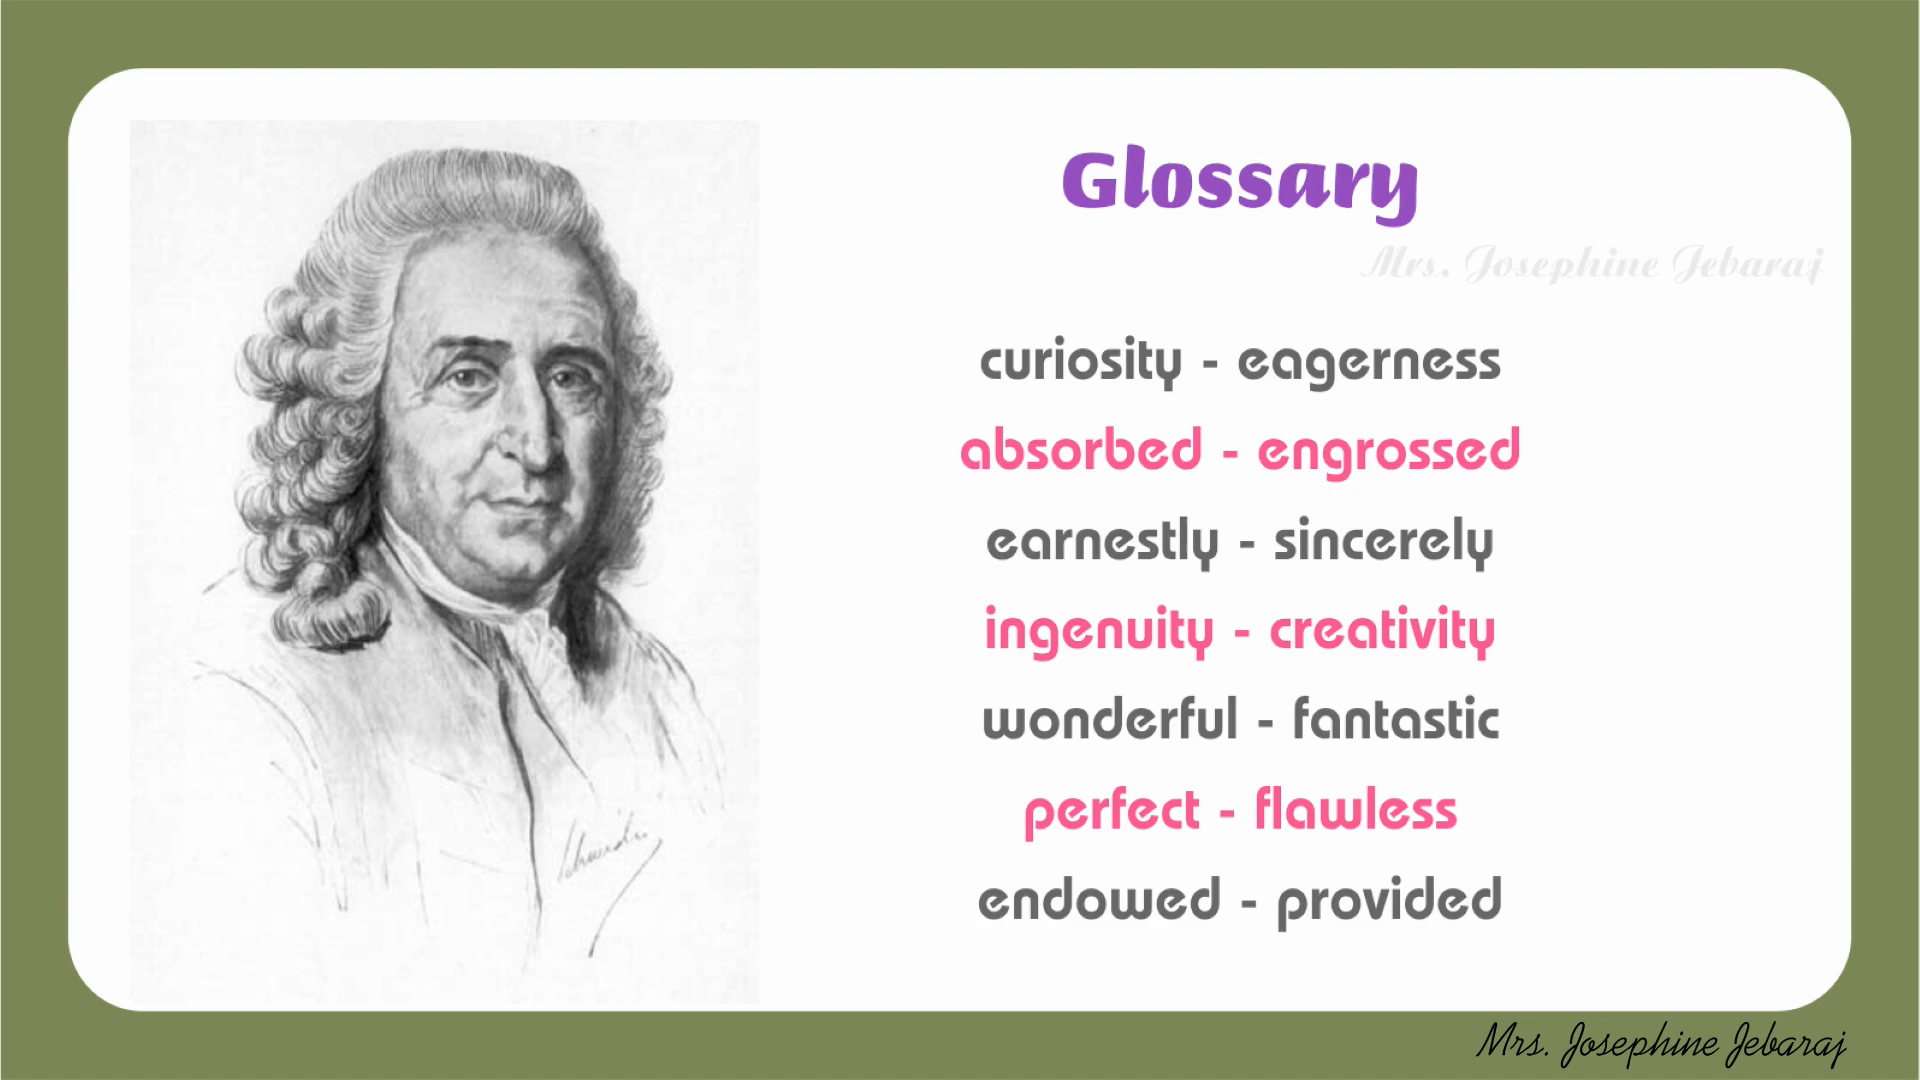 Glossary
Mrs. Josephine Jebaraj
curiosity - eagerness
absorbed - engrossed
earnestly - sincerely
ingenuity - creativity
wonderful - fantastic
perfect - flawless
endowed - provided
Mrs. Josephine Jebaraj